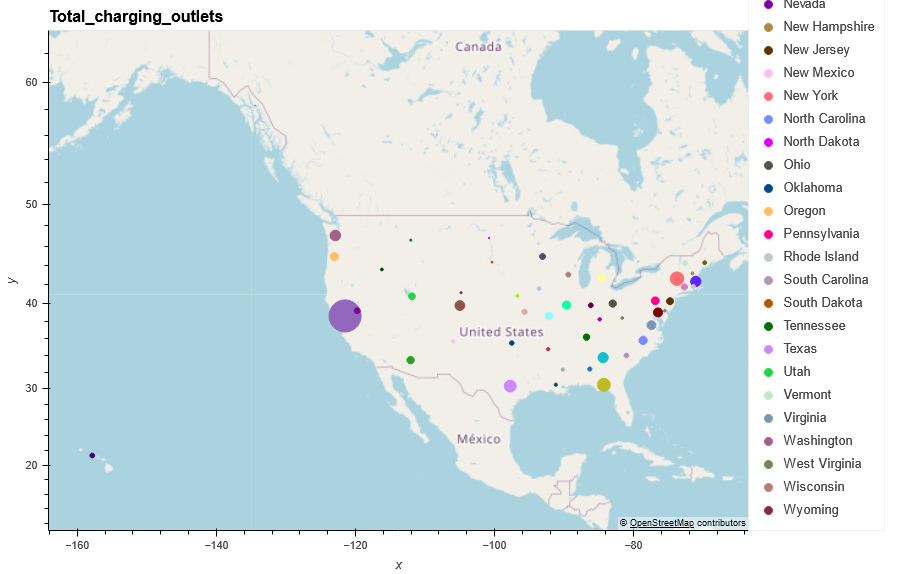 Total_charging_outlets
Nevada
New Hampshire
New Jersey
New Mexico
New York
North Carolina
North Dakota
Ohio
Oklahoma
Oregon
Pennsylvania
Rhode Island
South Carolina
South Dakota
Tennessee
Texas
Utah
Vermont
Virginia
Washington
West Virginia
Wisconsin
Wyoming
Canada
United States
México
60
50
40
30
20
y
−160
−140
−120
−100
−80
x
© OpenStreetMap contributors